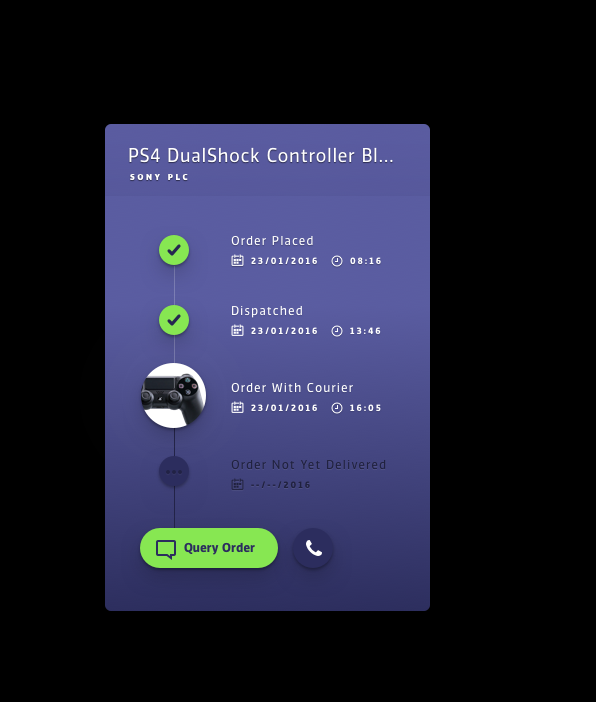 PS4 DualShock Controller Bl...
SONY PLC
Order Placed
23/01/2016 08:16
Dispatched
23/01/2016 13:46
Order With Courier
23/01/2016 16:05
Order Not Yet Delivered
--/--/2016
Query Order